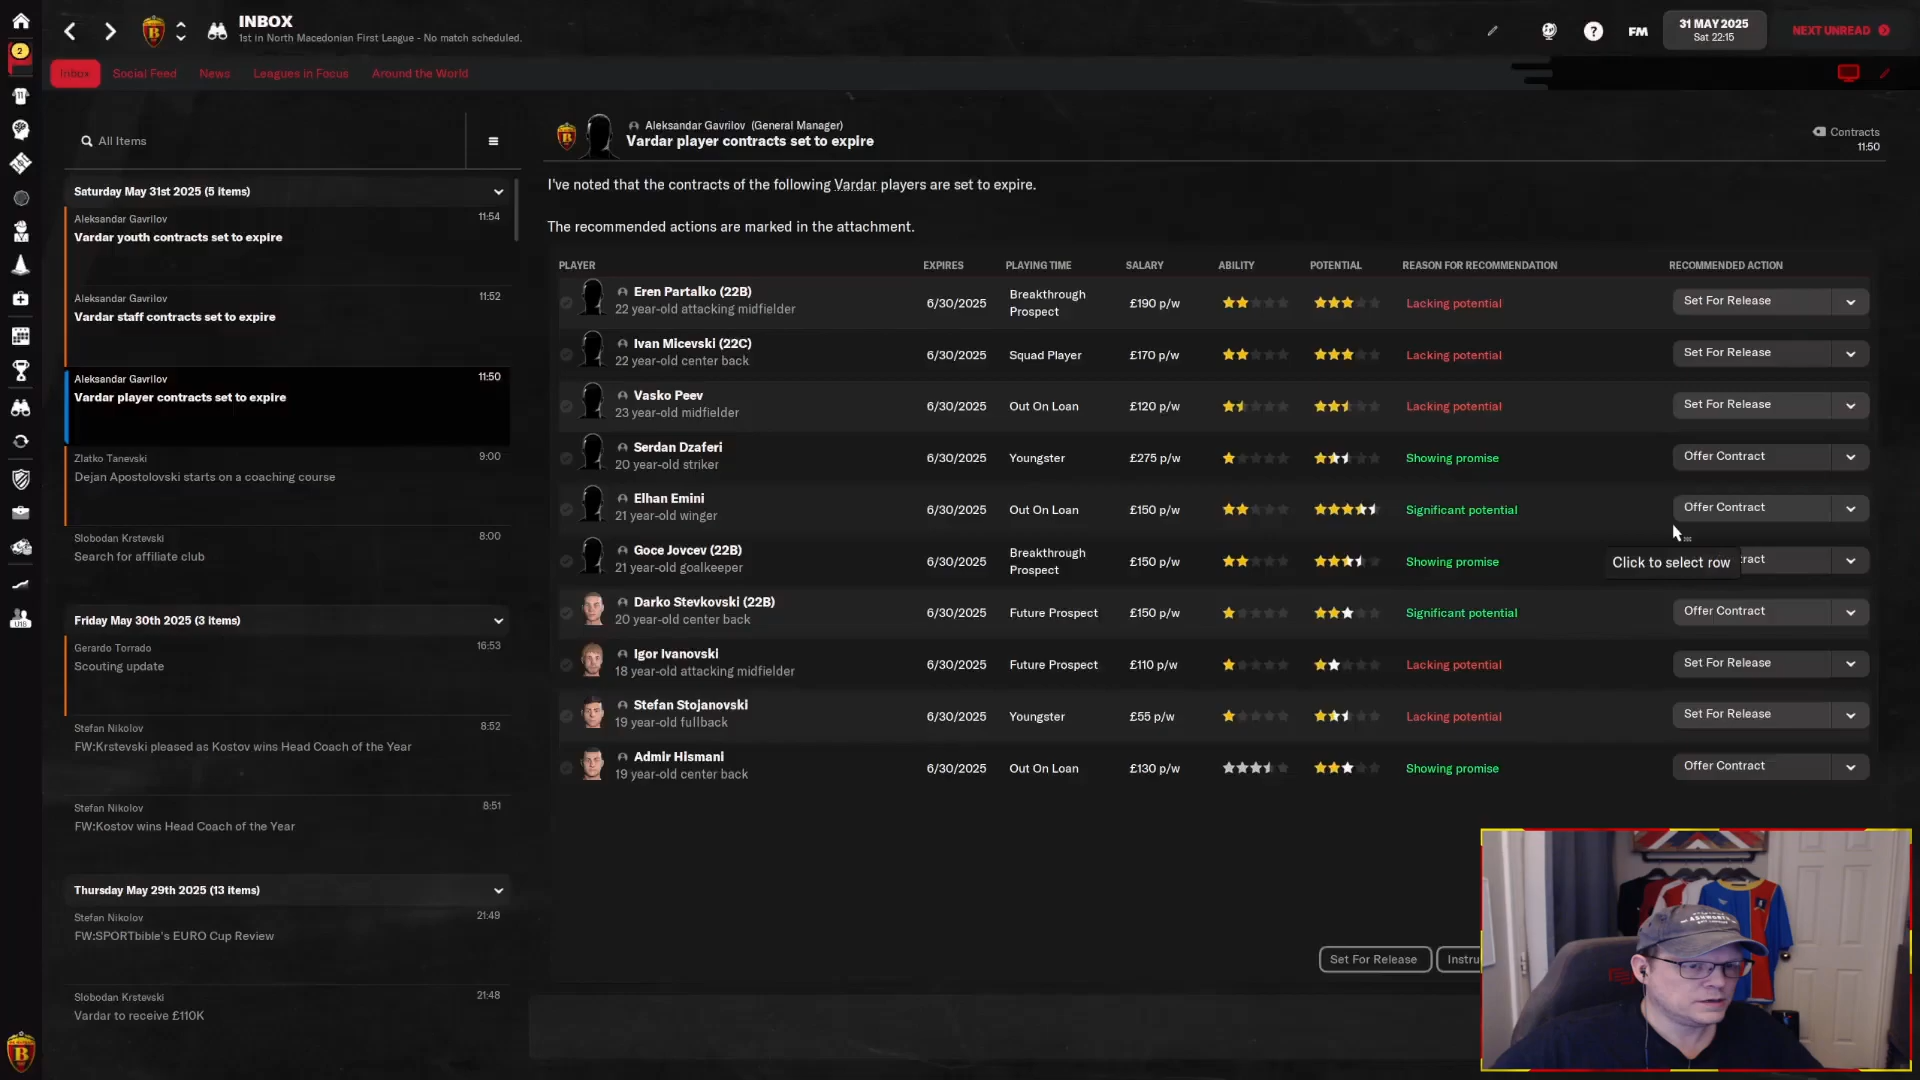 INBOX
1st in North Macedonian First League - No match scheduled.
FM
31 MAY 2025
Sat 22:15
NEXT UNREAD
2
Inbox
Social Feed
News
Leagues in Focus
Around the World
All Items
Saturday May 31st 2025 (5 items)
Aleksandar Gavrilov 11:54
Vardar youth contracts set to expire
Aleksandar Gavrilov 11:52
Vardar staff contracts set to expire
Aleksandar Gavrilov 11:50
Vardar player contracts set to expire
Zlatko Tanevski 9:00
Dejan Apostolovski starts on a coaching course
Slobodan Krstevski 8:00
Search for affiliate club
Friday May 30th 2025 (3 items)
Gerardo Torrado 16:53
Scouting update
Stefan Nikolov 8:52
FW:Krstevski pleased as Kostov wins Head Coach of the Year
Stefan Nikolov 8:51
FW:Kostov wins Head Coach of the Year
Thursday May 29th 2025 (13 items)
Stefan Nikolov 21:49
FW:SPORTbible's EURO Cup Review
Slobodan Krstevski 21:48
Vardar to receive £110K
Aleksandar Gavrilov (General Manager)
Vardar player contracts set to expire
Contracts
11:50
I've noted that the contracts of the following Vardar players are set to expire.
The recommended actions are marked in the attachment.
PLAYER EXPIRES PLAYING TIME SALARY ABILITY POTENTIAL REASON FOR RECOMMENDATION RECOMMENDED ACTION
Eren Partalko (22B)
22 year-old attacking midfielder
6/30/2025 Breakthrough Prospect £190 p/w Lacking potential Set For Release
Ivan Micevski (22C)
22 year-old center back
6/30/2025 Squad Player £170 p/w Lacking potential Set For Release
Vasko Peev
23 year-old midfielder
6/30/2025 Out On Loan £120 p/w Lacking potential Set For Release
Serdan Dzaferi
20 year-old striker
6/30/2025 Youngster £275 p/w Showing promise Offer Contract
Elhan Emini
21 year-old winger
6/30/2025 Out On Loan £150 p/w Significant potential Offer Contract
Goce Jovcev (22B)
21 year-old goalkeeper
6/30/2025 Breakthrough Prospect £150 p/w Showing promise
Click to select row
Darko Stevkovski (22B)
20 year-old center back
6/30/2025 Future Prospect £150 p/w Significant potential Offer Contract
Igor Ivanovski
18 year-old attacking midfielder
6/30/2025 Future Prospect £110 p/w Lacking potential Set For Release
Stefan Stojanovski
19 year-old fullback
6/30/2025 Youngster £55 p/w Lacking potential Set For Release
Admir Hismani
19 year-old center back
6/30/2025 Out On Loan £130 p/w Showing promise Offer Contract
Set For Release